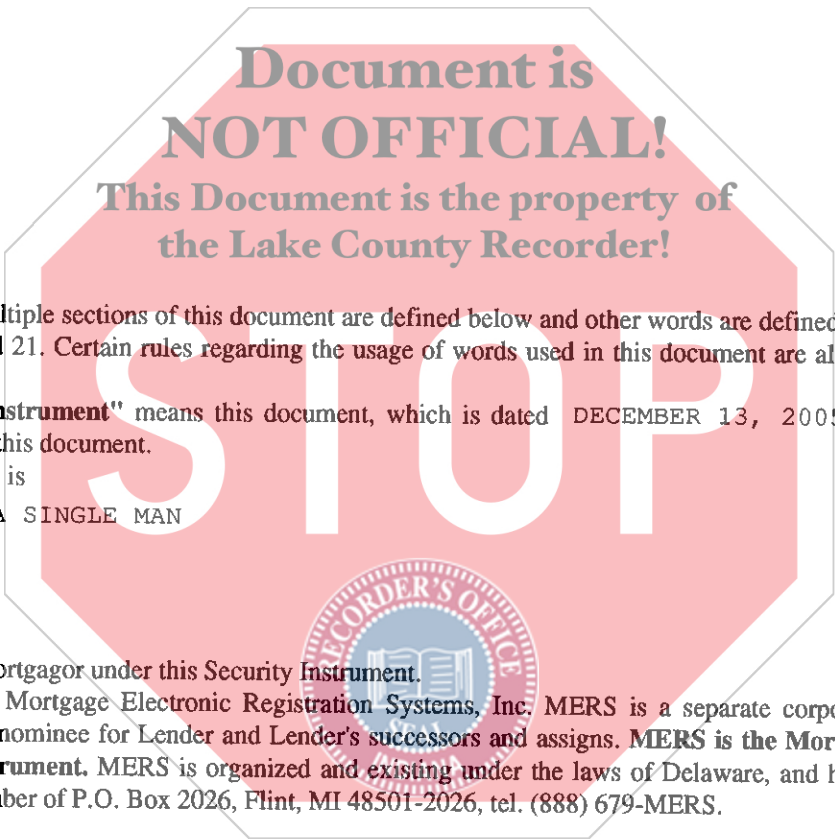 Document is
NOT OFFICIAL!
This Document is the property of
the Lake County Recorder!
ltiple sections of this document are defined below and other words are defined
21. Certain rules regarding the usage of words used in this document are al
nstrument" means this document, which is dated DECEMBER 13, 2005
this document.
is
A SINGLE MAN
STOP
RECORDER'S OFFICE
ortgagor under this Security Instrument.
Mortgage Electronic Registration Systems, Inc. MERS is a separate corpo
nominee for Lender and Lender's successors and assigns. MERS is the Mor
rument. MERS is organized and existing under the laws of Delaware, and h
ber of P.O. Box 2026, Flint, MI 48501-2026, tel. (888) 679-MERS.
SEAL
INDIANA